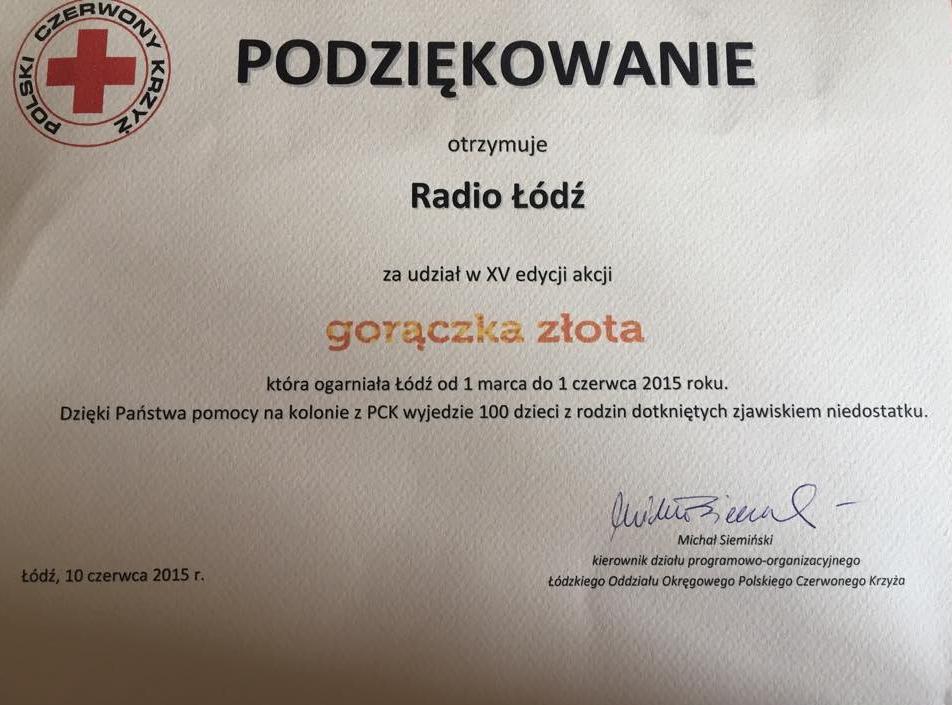 POLSKI CZERWONY KRZYŻ
PODZIĘKOWANIE
otrzymuje
Radio Łódź
za udział w XV edycji akcji
gorączka złota
która ogarniała Łódź od 1 marca do 1 czerwca 2015 roku.
Dzięki Państwa pomocy na kolonie z PCK wyjedzie 100 dzieci z rodzin dotkniętych zjawiskiem niedostatku.
Michał Siemiński
kierownik działu programowo-organizacyjnego
Łódzkiego Oddziału Okręgowego Polskiego Czerwonego Krzyża
Łódź, 10 czerwca 2015 r.